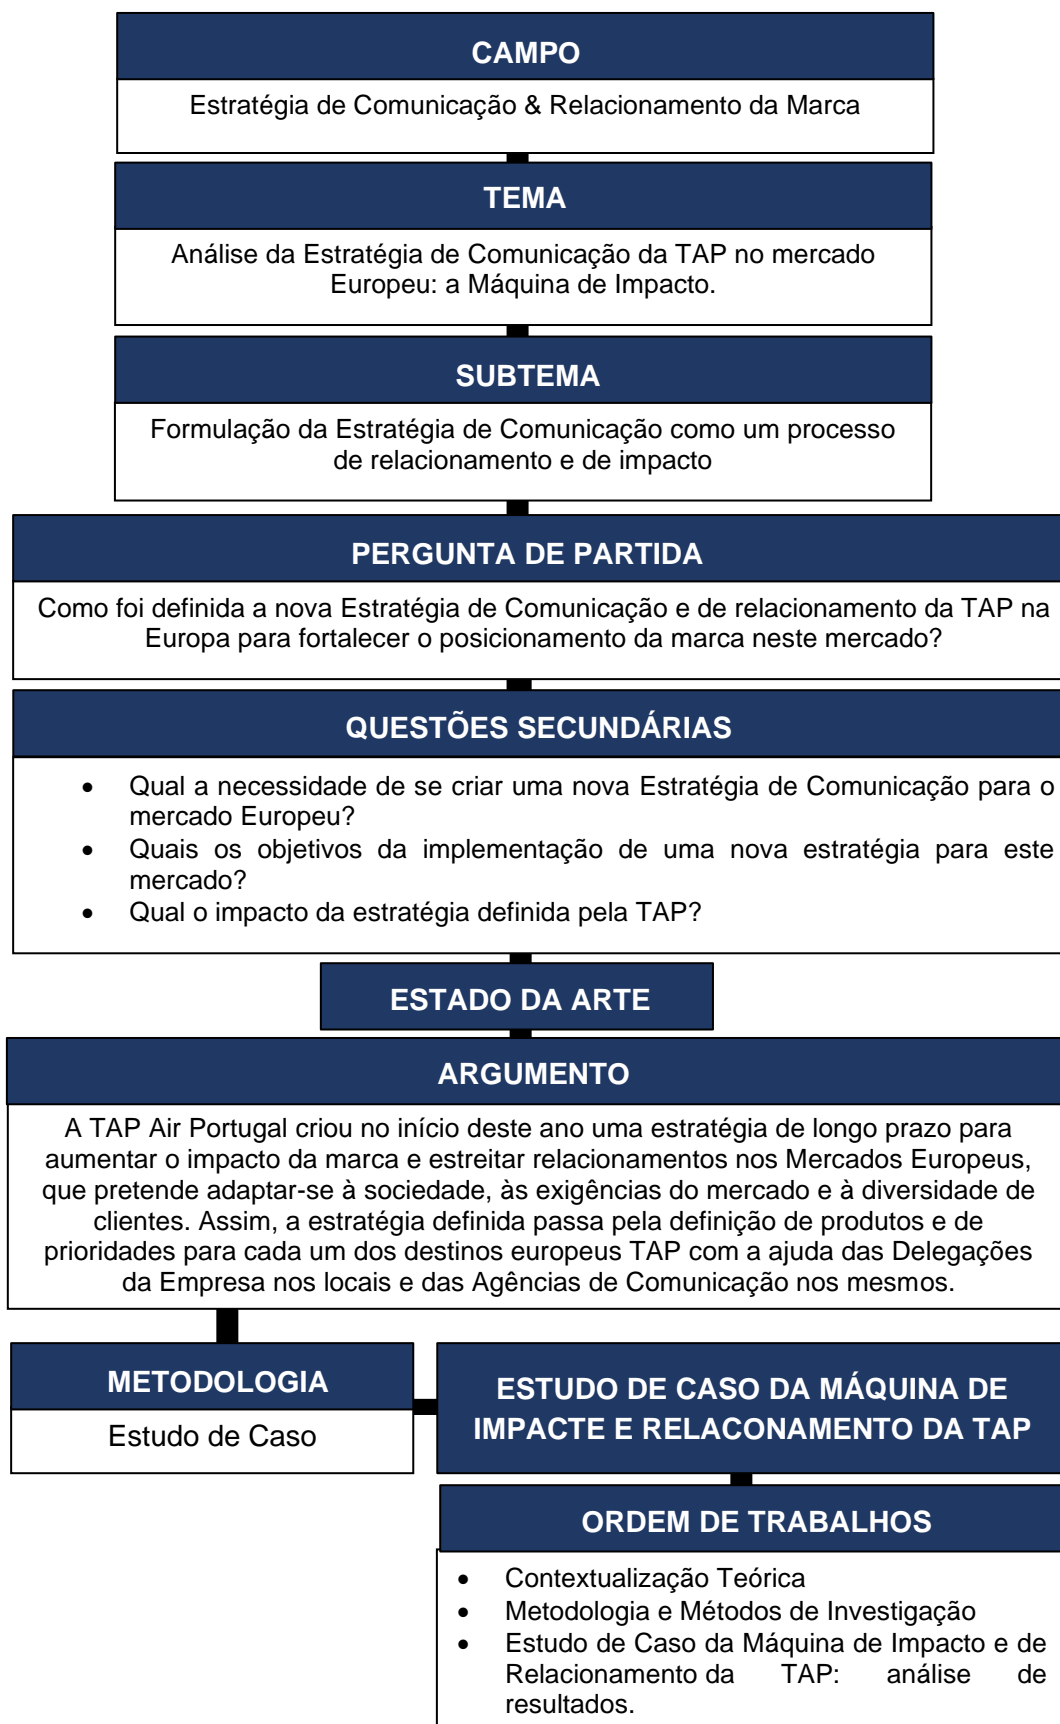 CAMPO
Estratégia de Comunicação & Relacionamento da Marca
TEMA
Análise da Estratégia de Comunicação da TAP no mercado
Europeu: a Máquina de Impacto.
SUBTEMA
Formulação da Estratégia de Comunicação como um processo
de relacionamento e de impacto
PERGUNTA DE PARTIDA
Como foi definida a nova Estratégia de Comunicação e de relacionamento da TAP na
Europa para fortalecer o posicionamento da marca neste mercado?
QUESTÕES SECUNDÁRIAS
• Qual a necessidade de se criar uma nova Estratégia de Comunicação para o
mercado Europeu?
• Quais os objetivos da implementação de uma nova estratégia para este
mercado?
• Qual o impacto da estratégia definida pela TAP?
ESTADO DA ARTE
ARGUMENTO
A TAP Air Portugal criou no início deste ano uma estratégia de longo prazo para
aumentar o impacto da marca e estreitar relacionamentos nos Mercados Europeus,
que pretende adaptar-se à sociedade, às exigências do mercado e à diversidade de
clientes. Assim, a estratégia definida passa pela definição de produtos e de
prioridades para cada um dos destinos europeus TAP com a ajuda das Delegações
da Empresa nos locais e das Agências de Comunicação nos mesmos.
METODOLOGIA
Estudo de Caso
ESTUDO DE CASO DA MÁQUINA DE
IMPACTE E RELACONAMENTO DA TAP
ORDEM DE TRABALHOS
• Contextualização Teórica
• Metodologia e Métodos de Investigação
• Estudo de Caso da Máquina de Impacto e de
Relacionamento da TAP: análise de
resultados.